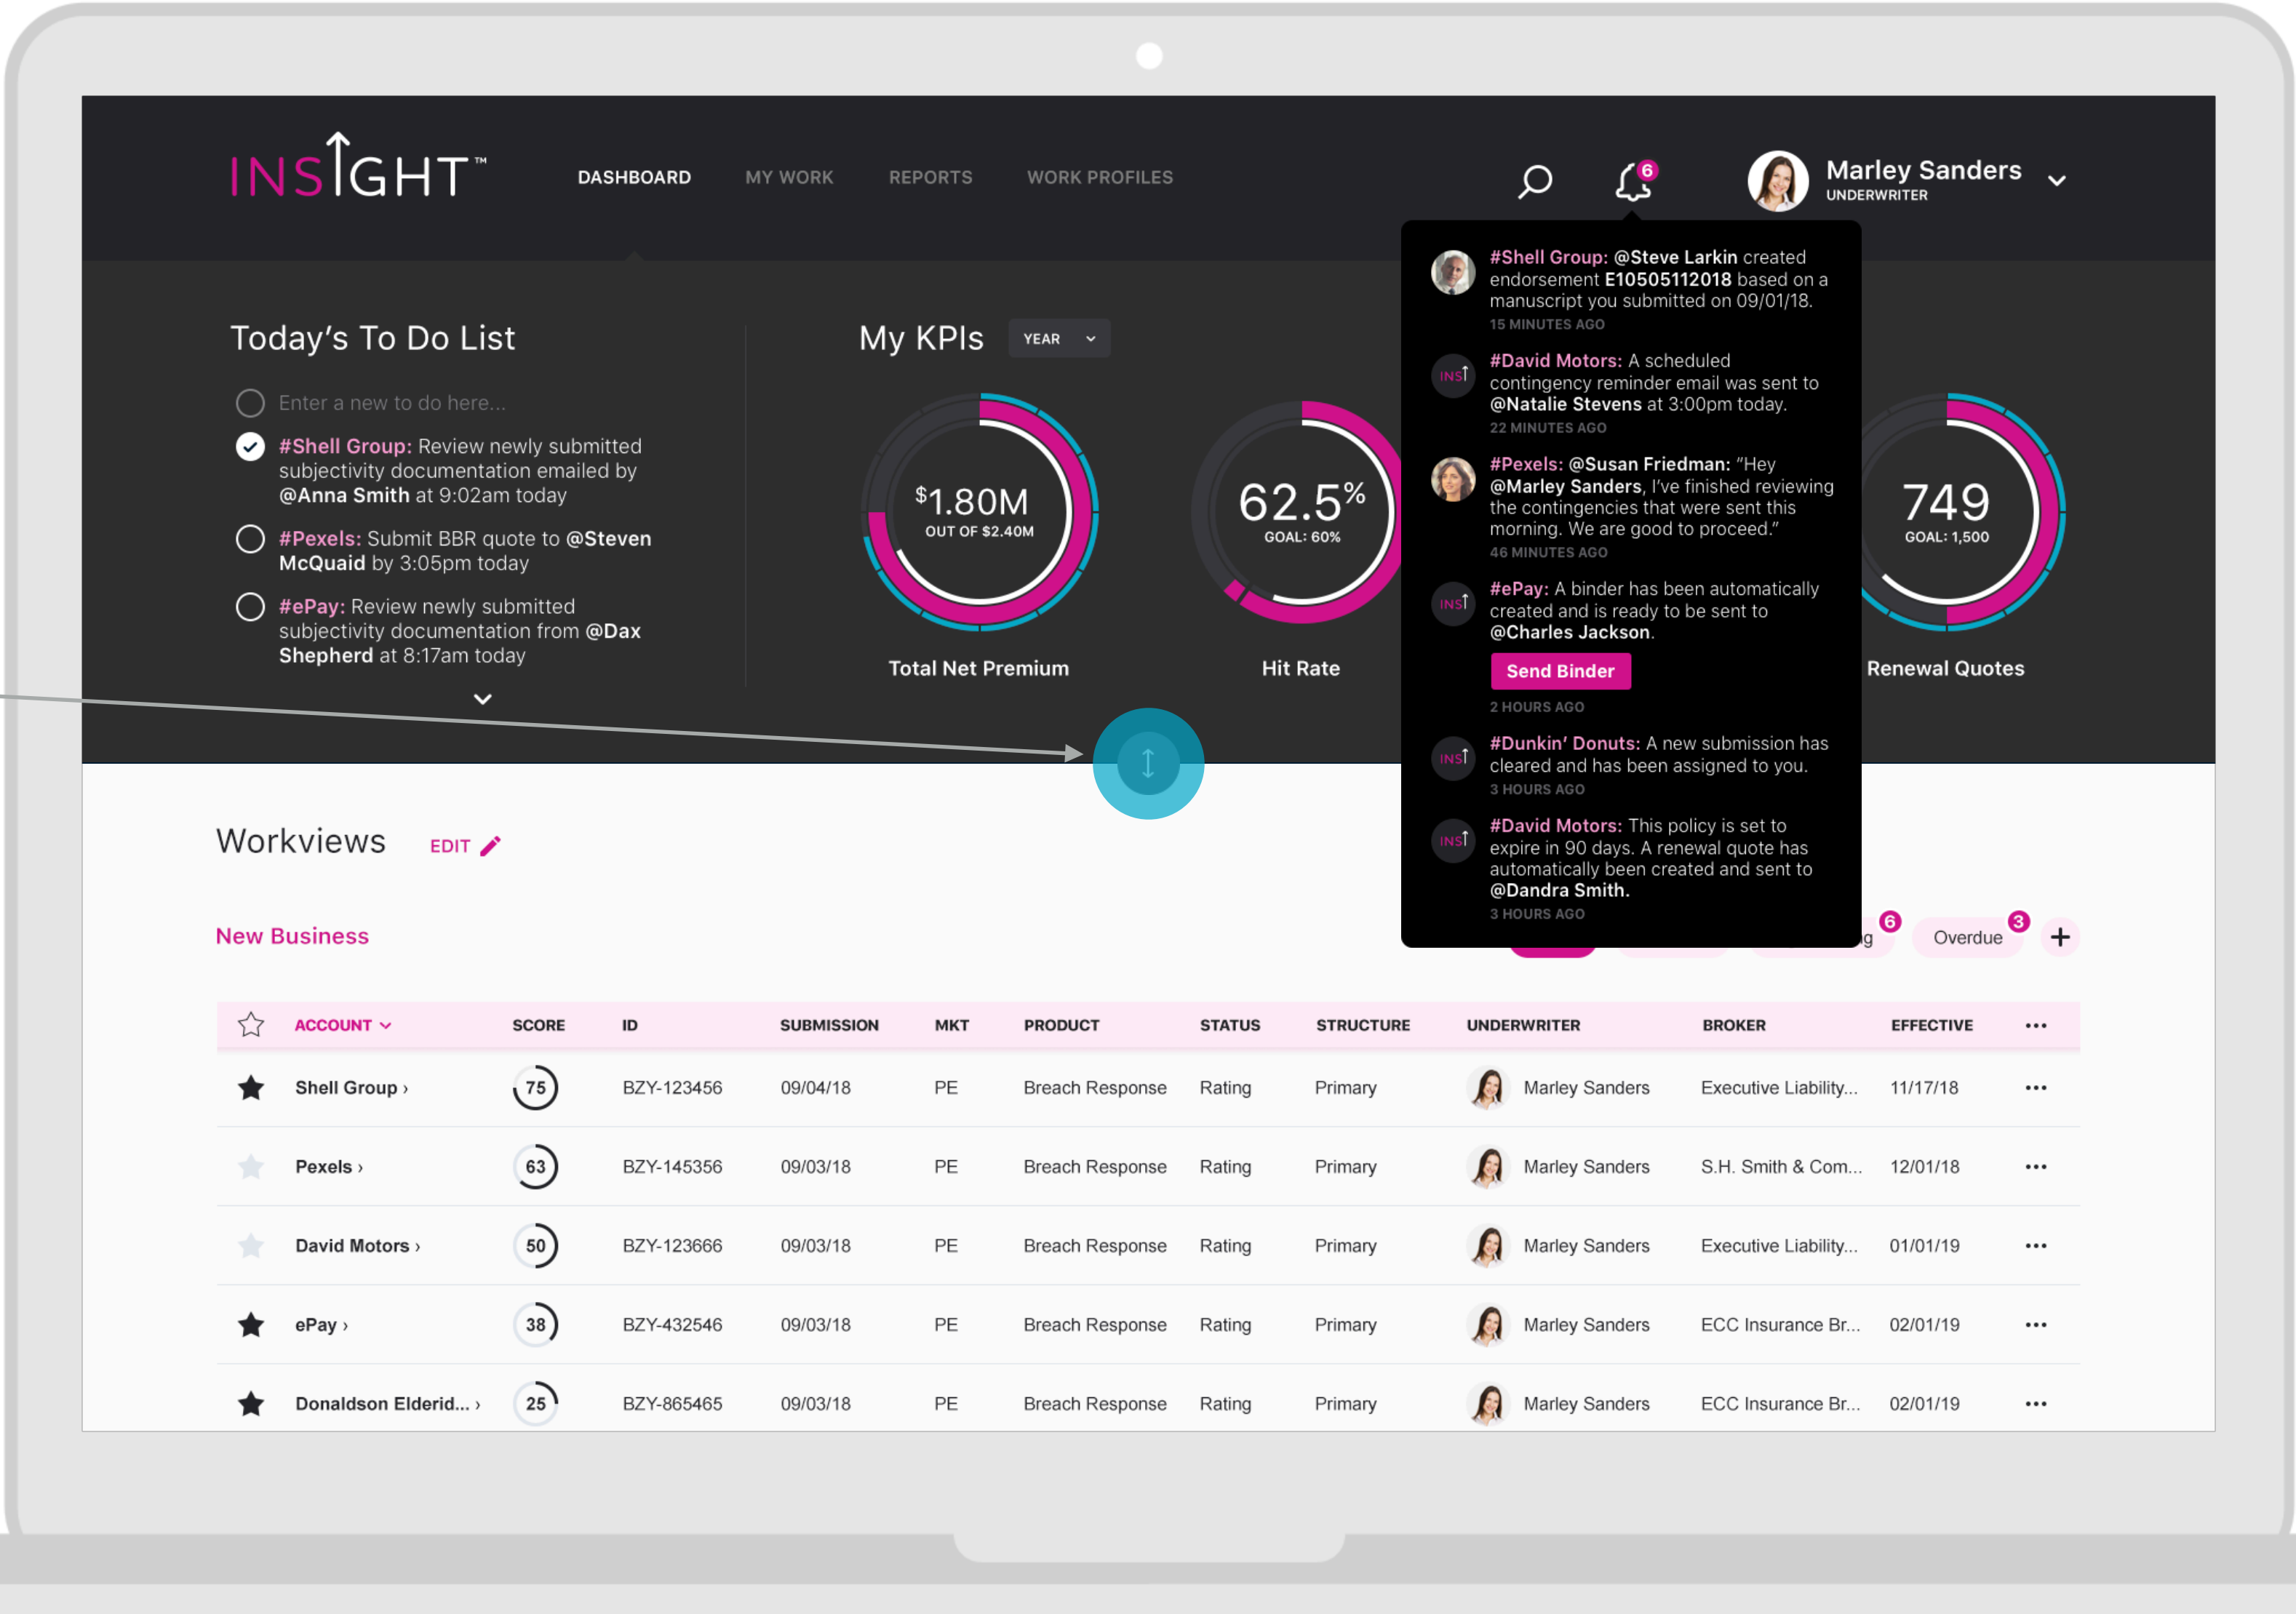 INSIGHT™
DASHBOARD
MY WORK
REPORTS
WORK PROFILES
6
Marley Sanders
UNDERWRITER
Today’s To Do List
Enter a new to do here...
#Shell Group: Review newly submitted
subjectivity documentation emailed by
@Anna Smith at 9:02am today
#Pexels: Submit BBR quote to @Steven
McQuaid by 3:05pm today
#ePay: Review newly submitted
subjectivity documentation from @Dax
Shepherd at 8:17am today
My KPIs
YEAR
$1.80M
OUT OF $2.40M
Total Net Premium
62.5%
GOAL: 60%
Hit Rate
749
GOAL: 1,500
Renewal Quotes
#Shell Group: @Steve Larkin created
endorsement E10505112018 based on a
manuscript you submitted on 09/01/18.
15 MINUTES AGO
INS↑
#David Motors: A scheduled
contingency reminder email was sent to
@Natalie Stevens at 3:00pm today.
22 MINUTES AGO
#Pexels: @Susan Friedman: “Hey
@Marley Sanders, I’ve finished reviewing
the contingencies that were sent this
morning. We are good to proceed.”
46 MINUTES AGO
INS↑
#ePay: A binder has been automatically
created and is ready to be sent to
@Charles Jackson.
Send Binder
2 HOURS AGO
INS↑
#Dunkin’ Donuts: A new submission has
cleared and has been assigned to you.
3 HOURS AGO
INS↑
#David Motors: This policy is set to
expire in 90 days. A renewal quote has
automatically been created and sent to
@Dandra Smith.
3 HOURS AGO
Workviews
EDIT
New Business
6
Overdue
3
+
ACCOUNT SCORE ID SUBMISSION MKT PRODUCT STATUS STRUCTURE UNDERWRITER BROKER EFFECTIVE •••
Shell Group › 75 BZY-123456 09/04/18 PE Breach Response Rating Primary Marley Sanders Executive Liability... 11/17/18 •••
Pexels › 63 BZY-145356 09/03/18 PE Breach Response Rating Primary Marley Sanders S.H. Smith & Com... 12/01/18 •••
David Motors › 50 BZY-123666 09/03/18 PE Breach Response Rating Primary Marley Sanders Executive Liability... 01/01/19 •••
ePay › 38 BZY-432546 09/03/18 PE Breach Response Rating Primary Marley Sanders ECC Insurance Br... 02/01/19 •••
Donaldson Elderid... › 25 BZY-865465 09/03/18 PE Breach Response Rating Primary Marley Sanders ECC Insurance Br... 02/01/19 •••